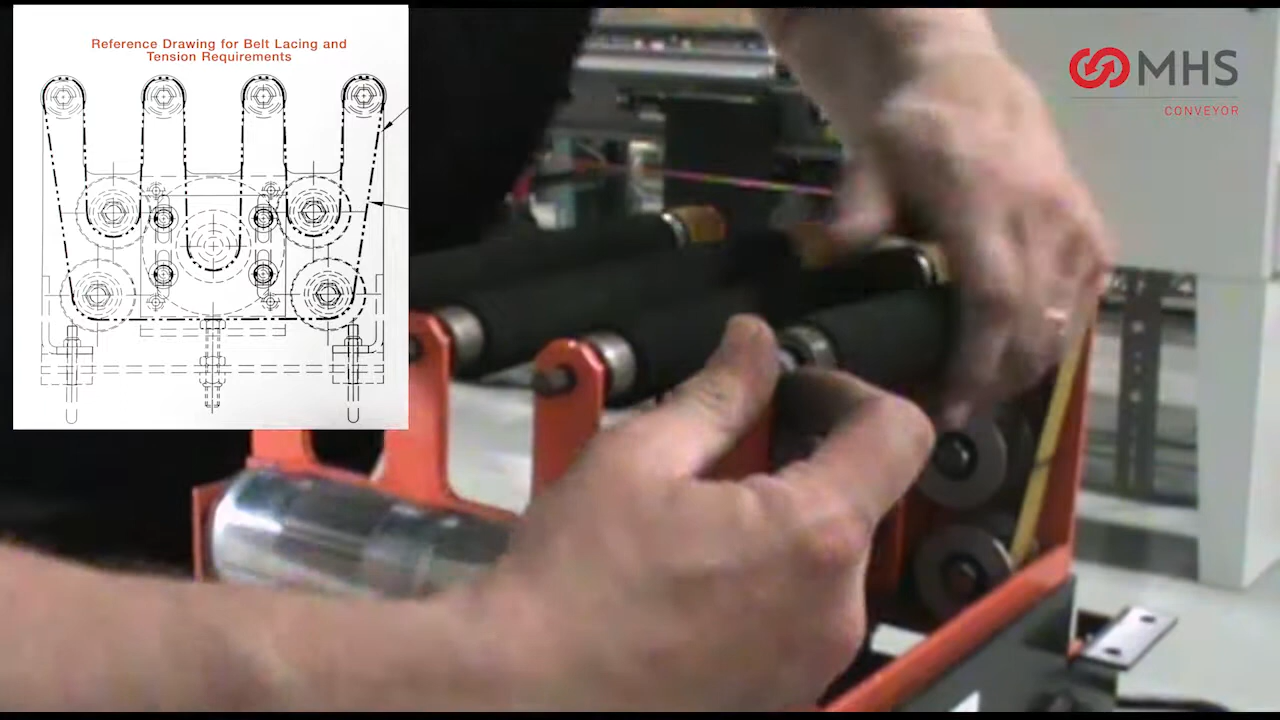 Reference Drawing for Belt Lacing and
Tension Requirements
MHS
CONVEYOR